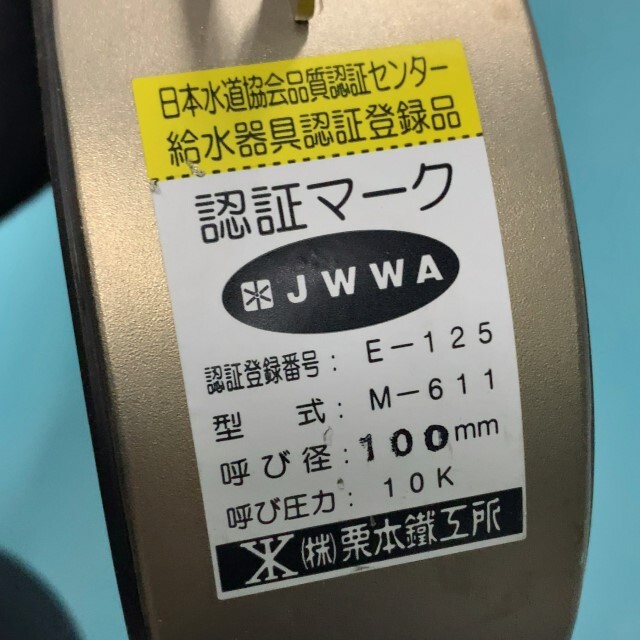 日本水道協会品質認証センター
給水器具認証登録品
認証マーク
JWWA
認証登録番号: E-125
型 式: M-611
呼び径: 100mm
呼び圧力: 10K
(株)栗本鐵工所